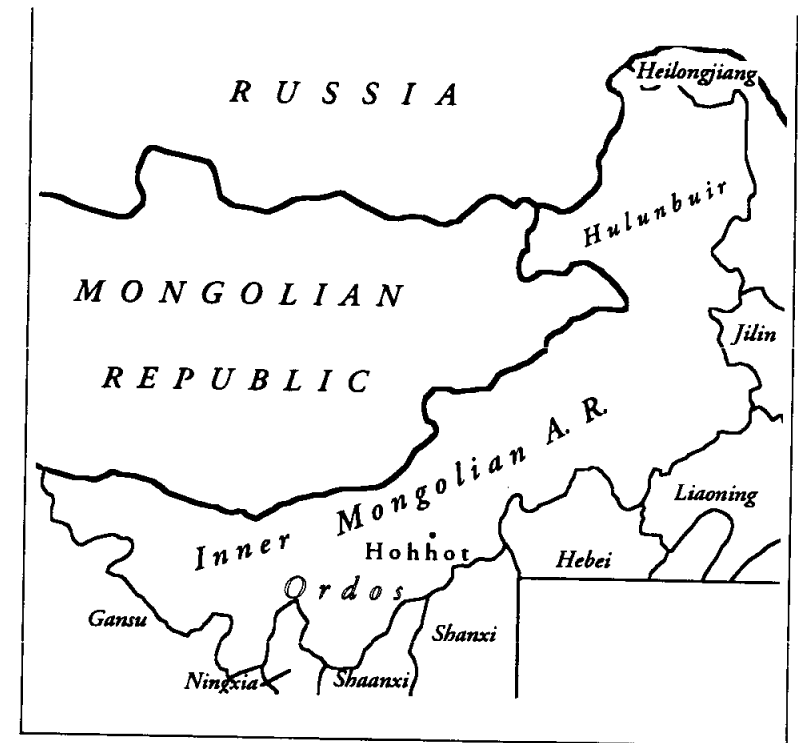 Heilongjiang
RUSSIA
Hulunbuir
MONGOLIAN
REPUBLIC
Jilin
Inner Mongolian A. R.
Liaoning
Hohhot
Hebei
Ordos
Gansu
Shanxi
Ningxia
Shaanxi